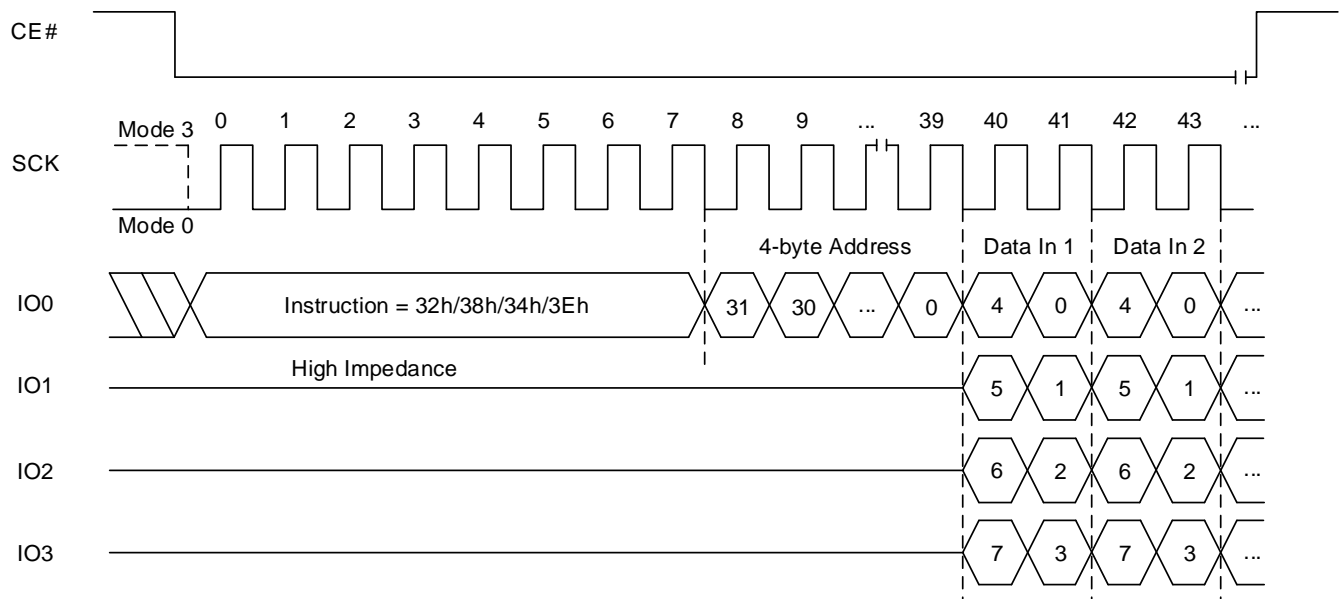 CE#
Mode 3 0 1 2 3 4 5 6 7 8 9 ... 39 40 41 42 43 ...
SCK
Mode 0
4-byte Address Data In 1 Data In 2
IO0 Instruction = 32h/38h/34h/3Eh 31 30 ... 0 4 0 4 0 ...
High Impedance
IO1 5 1 5 1 ...
IO2 6 2 6 2 ...
IO3 7 3 7 3 ...